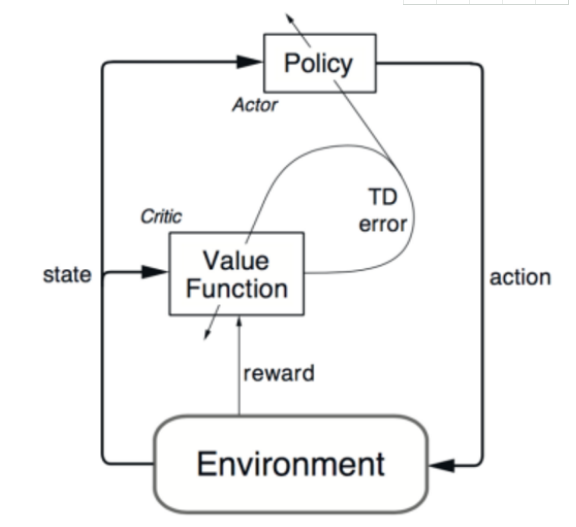 Policy
Actor
TD
error
Critic
Value
Function
state
action
reward
Environment